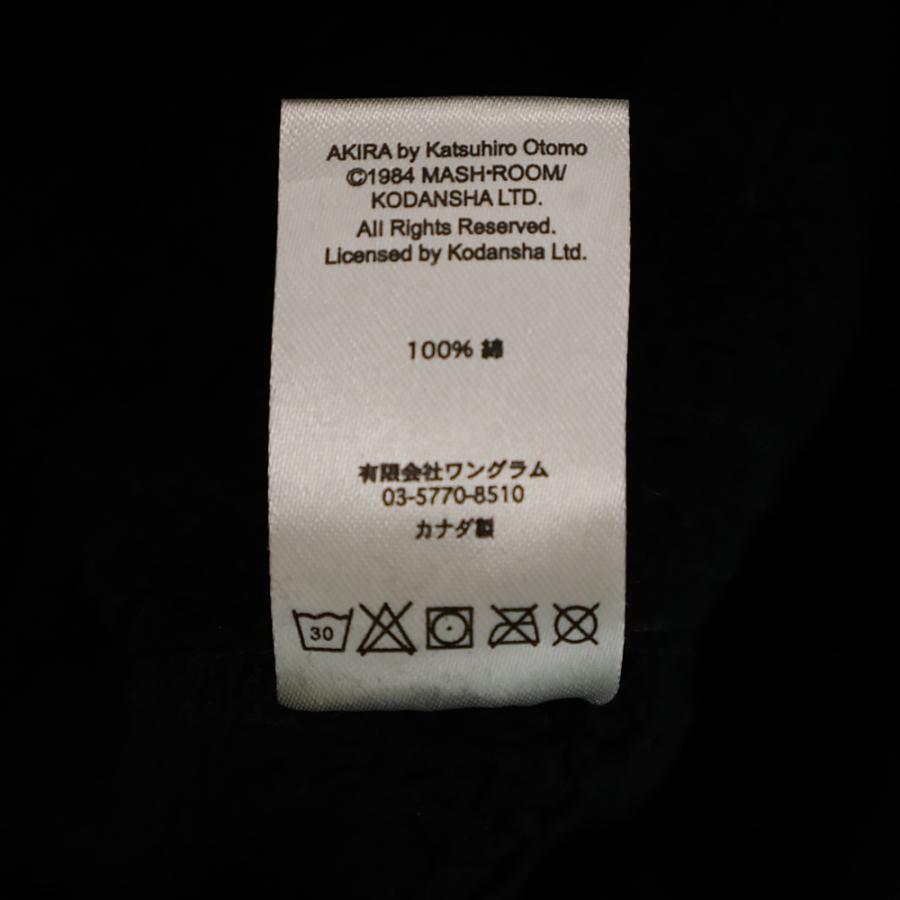 AKIRA by Katsuhiro Otomo
©1984 MASH•ROOM/
KODANSHA LTD.
All Rights Reserved.
Licensed by Kodansha Ltd.
100% 綿
有限会社ワングラム
03-5770-8510
カナダ製
30